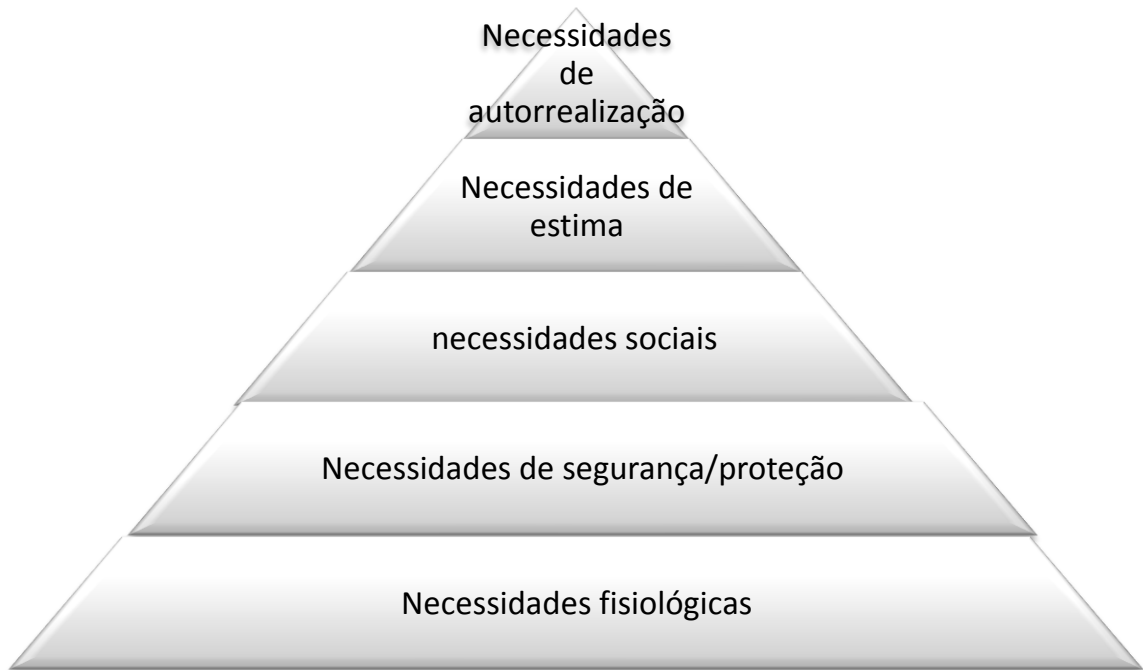 Necessidades
de
autorrealização
Necessidades de
estima
necessidades sociais
Necessidades de segurança/proteção
Necessidades fisiológicas